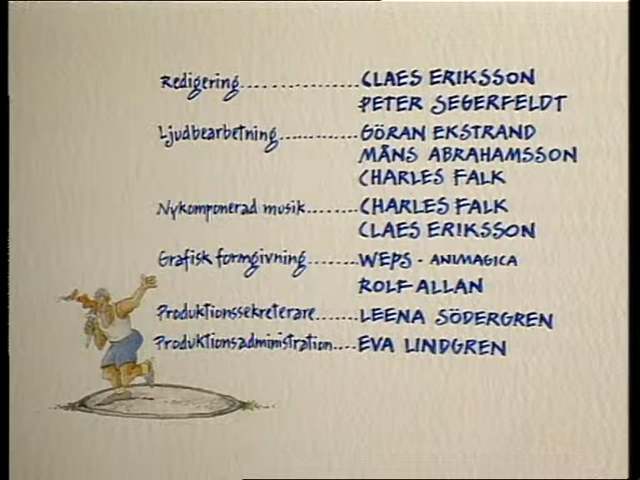 Redigering................CLAES ERIKSSON
PETER SEGERFELDT
Ljudbearbetning...........GÖRAN EKSTRAND
MÅNS ABRAHAMSSON
CHARLES FALK
Nykomponerad musik.......CHARLES FALK
CLAES ERIKSSON
Grafisk formgivning.......WEPS - ANIMAGICA
ROLF ALLAN
Produktionssekreterare......LEENA SÖDERGREN
Produktionsadministration....EVA LINDGREN